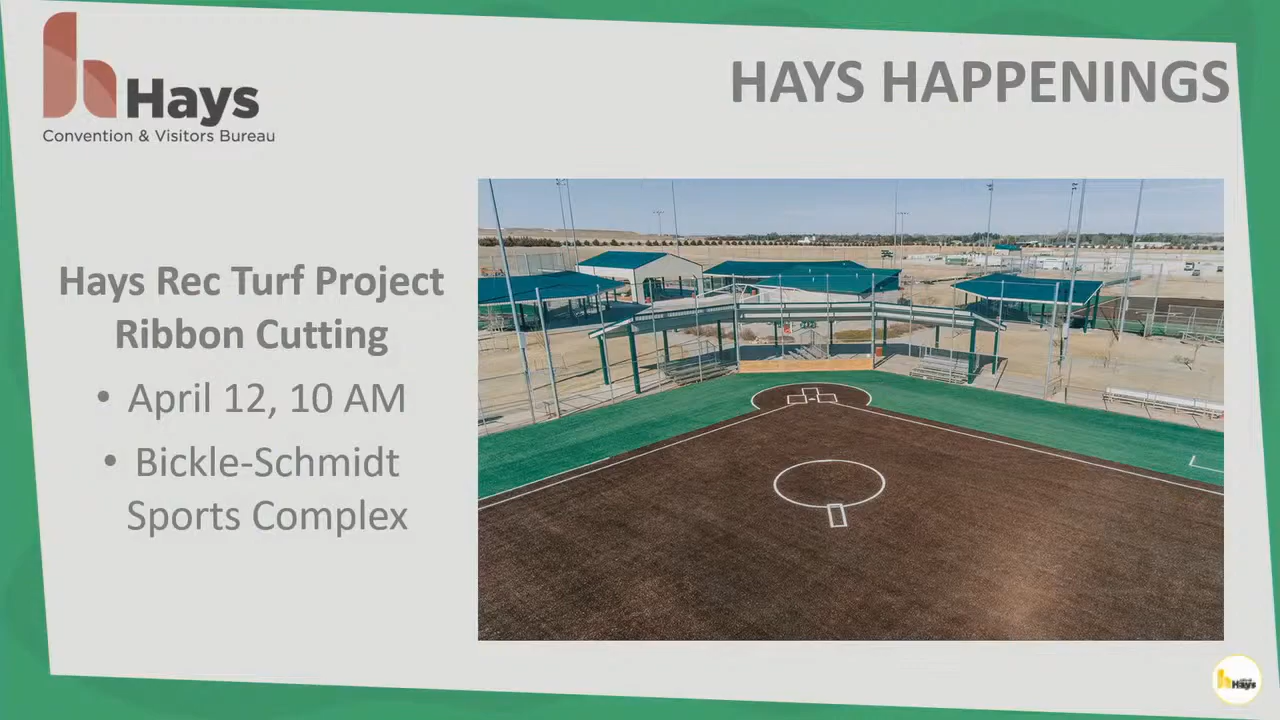 Hays
Convention & Visitors Bureau
HAYS HAPPENINGS
Hays Rec Turf Project
Ribbon Cutting
• April 12, 10 AM
• Bickle-Schmidt
Sports Complex
Hays